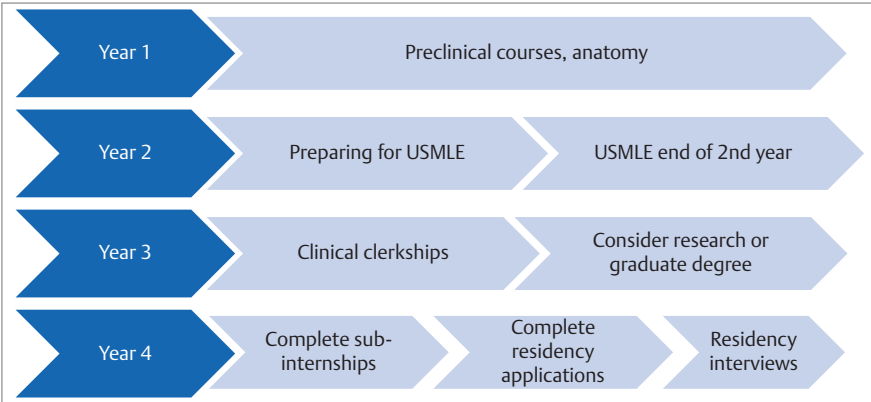 Year 1
Preclinical courses, anatomy
Year 2
Preparing for USMLE
USMLE end of 2nd year
Year 3
Clinical clerkships
Consider research or
graduate degree
Year 4
Complete sub-
internships
Complete
residency
applications
Residency
interviews